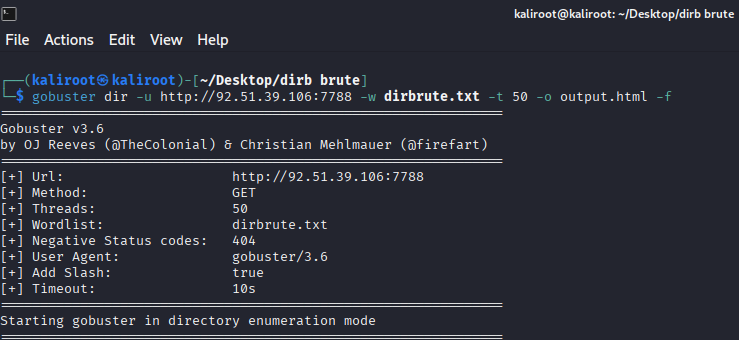 kaliroot@kaliroot: ~/Desktop/dirb brute
File Actions Edit View Help
┌──(kaliroot㉿kaliroot)-[~/Desktop/dirb brute]
└─$ gobuster dir -u http://92.51.39.106:7788 -w dirbrute.txt -t 50 -o output.html -f
===============================================================
Gobuster v3.6
by OJ Reeves (@TheColonial) & Christian Mehlmauer (@firefart)
===============================================================
[+] Url: http://92.51.39.106:7788
[+] Method: GET
[+] Threads: 50
[+] Wordlist: dirbrute.txt
[+] Negative Status codes: 404
[+] User Agent: gobuster/3.6
[+] Add Slash: true
[+] Timeout: 10s
===============================================================
Starting gobuster in directory enumeration mode
===============================================================